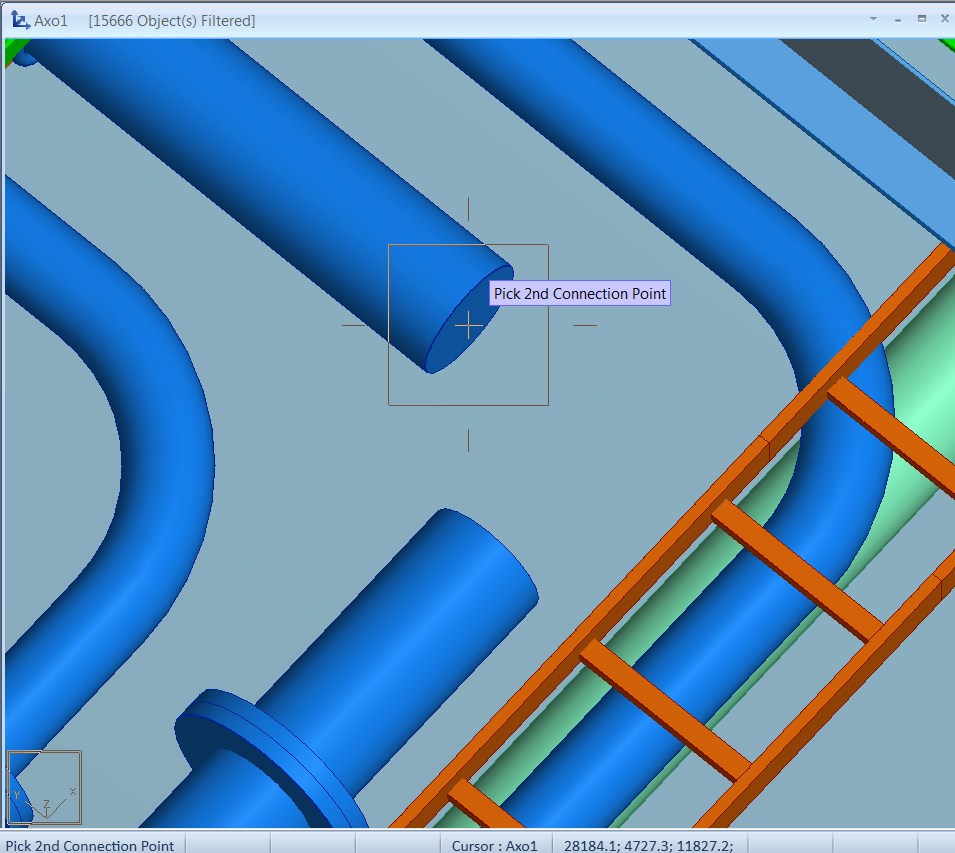 Axo1 [15666 Object(s) Filtered]
Pick 2nd Connection Point
Y Z X
Pick 2nd Connection Point Cursor : Axo1 28184.1; 4727.3; 11827.2;